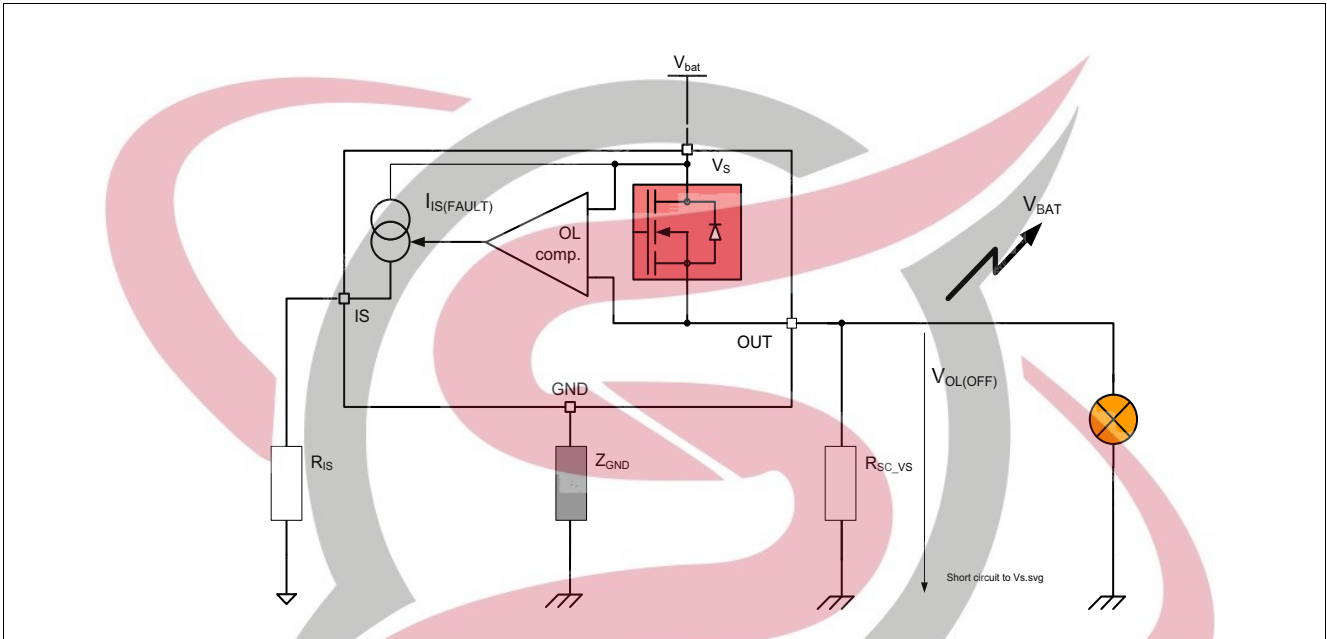 Vbat
VS
IIS(FAULT)
VBAT
OL
comp.
IS
OUT
VOL(OFF)
GND
RIS
ZGND
RSC_VS
Short circuit to Vs.svg